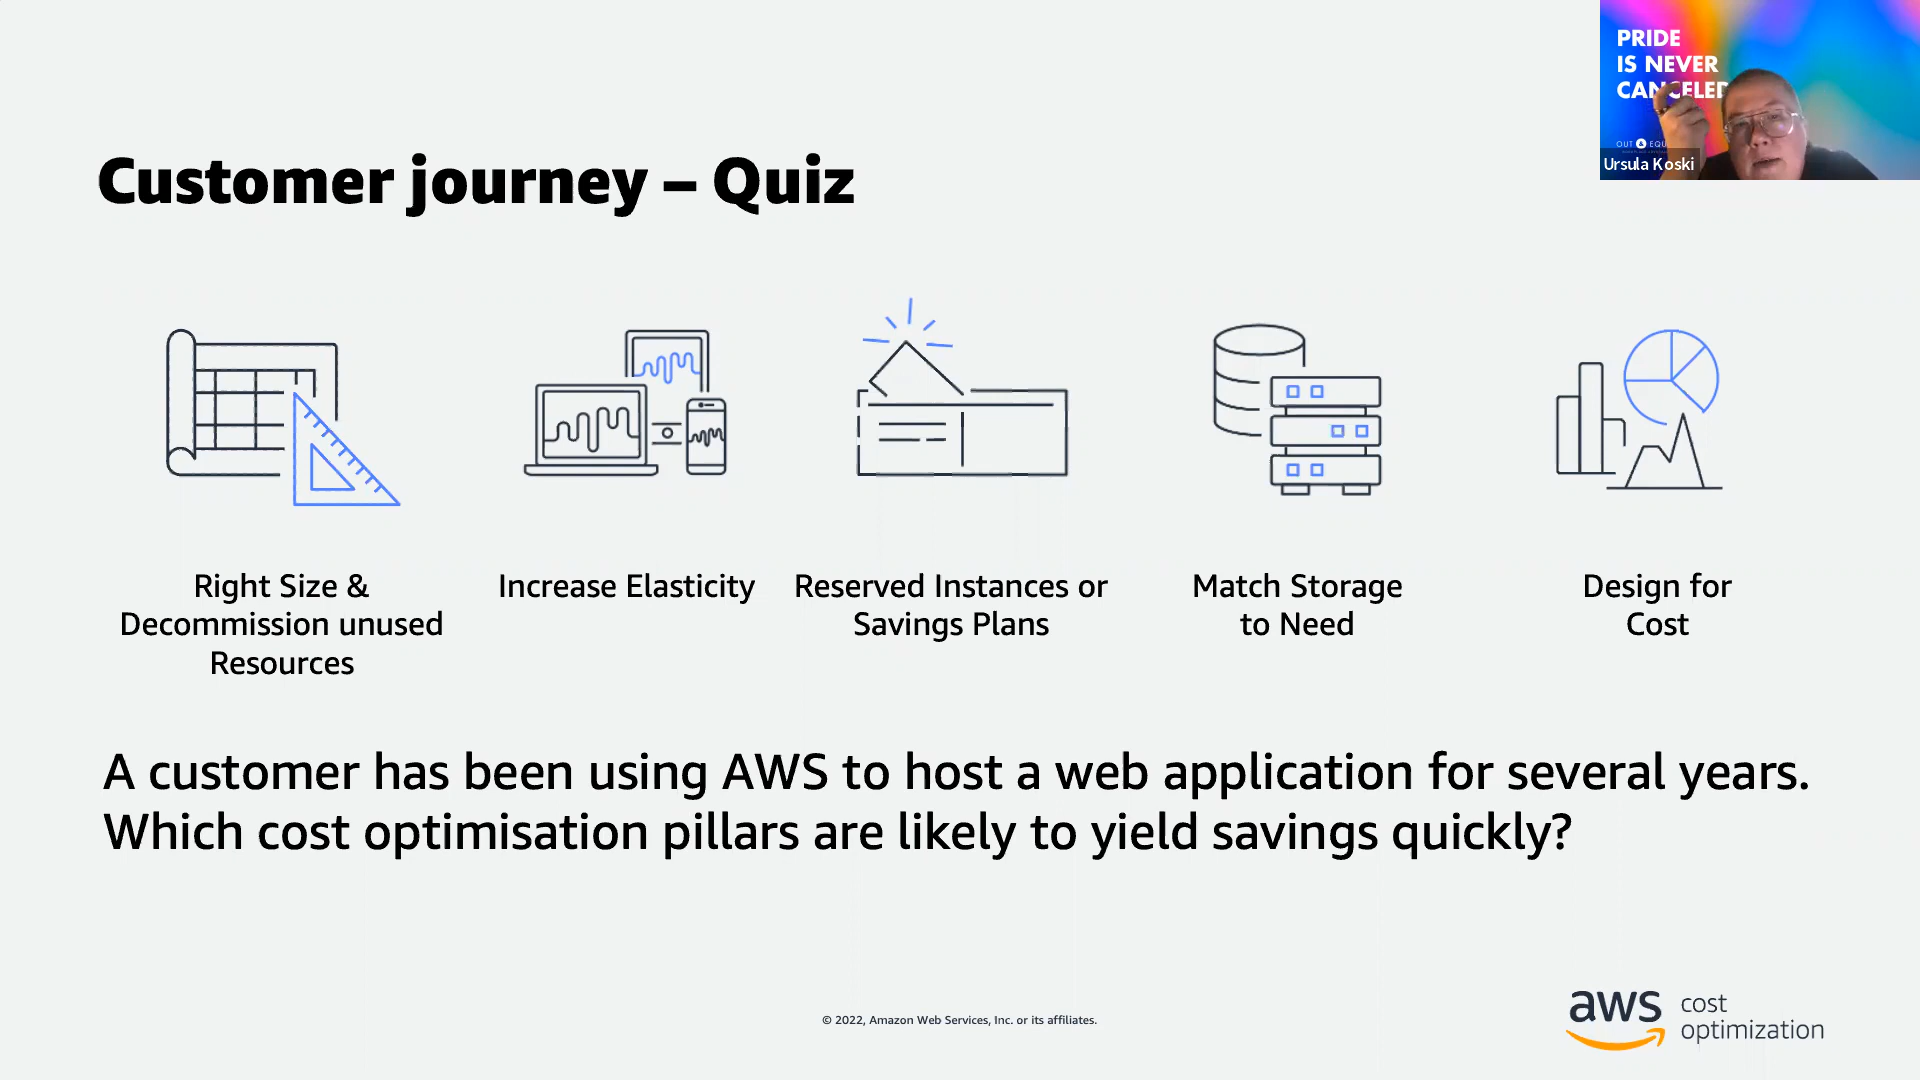 PRIDE
IS NEVER
CANCELED
OUT & EQU
Ursula Koski
Customer journey – Quiz
Right Size &
Decommission unused
Resources
Increase Elasticity
Reserved Instances or
Savings Plans
Match Storage
to Need
Design for
Cost
A customer has been using AWS to host a web application for several years.
Which cost optimisation pillars are likely to yield savings quickly?
© 2022, Amazon Web Services, Inc. or its affiliates.
aws
cost
optimization